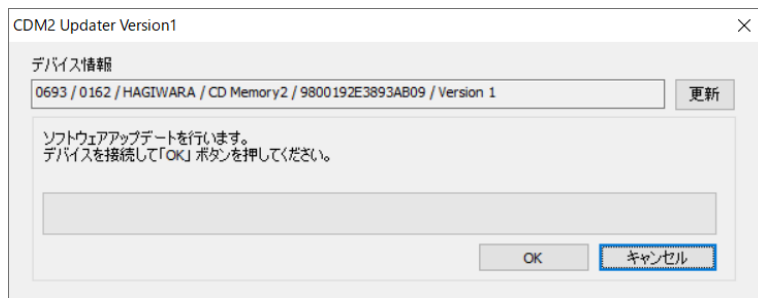 CDM2 Updater Version1
デバイス情報
0693 / 0162 / HAGIWARA / CD Memory2 / 9800192E3893AB09 / Version 1
更新
ソフトウェアアップデートを行います。
デバイスを接続して「OK」ボタンを押してください。
OK
キャンセル